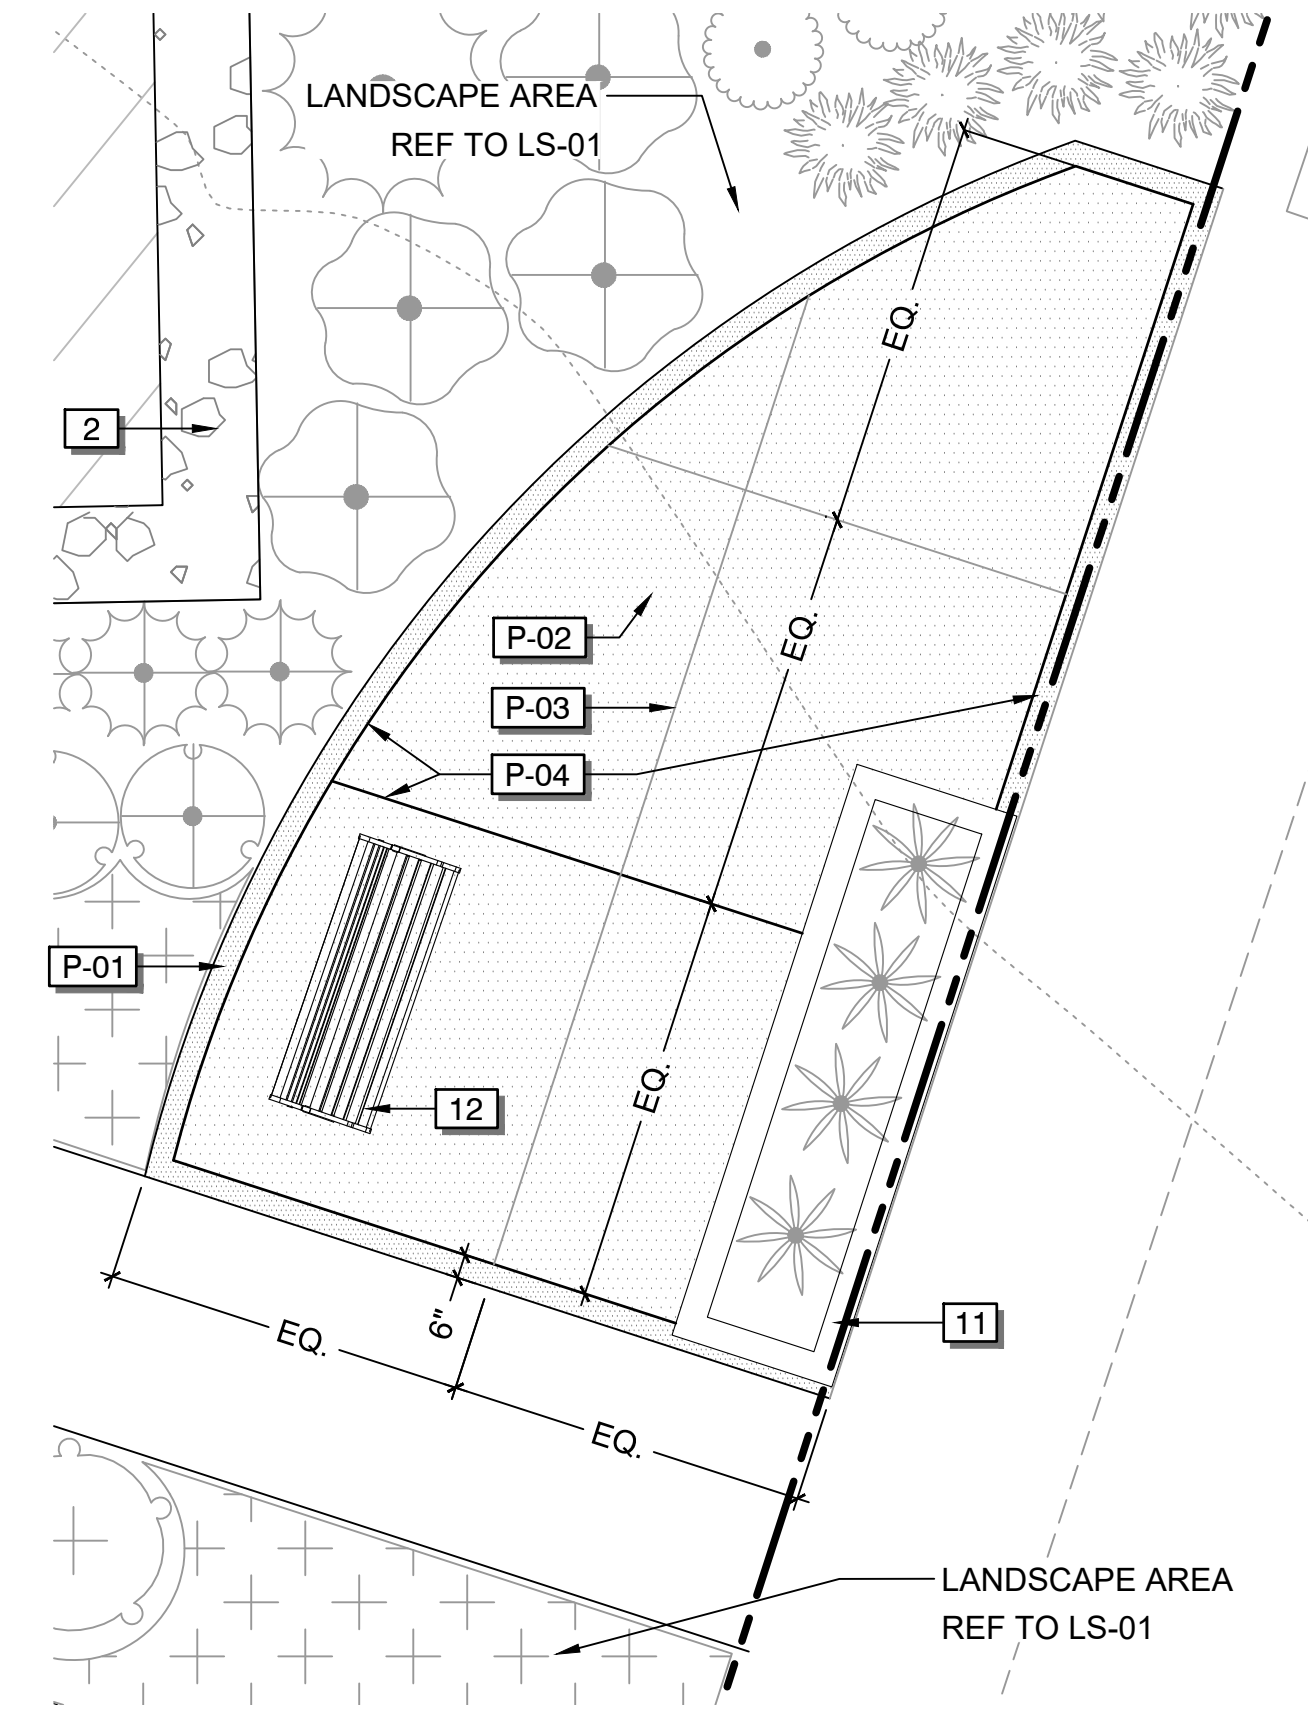 LANDSCAPE AREA
REF TO LS-01
EQ.
2
EQ.
P-02
P-03
P-04
P-01
EQ.
12
6"
EQ.
11
EQ.
LANDSCAPE AREA
REF TO LS-01